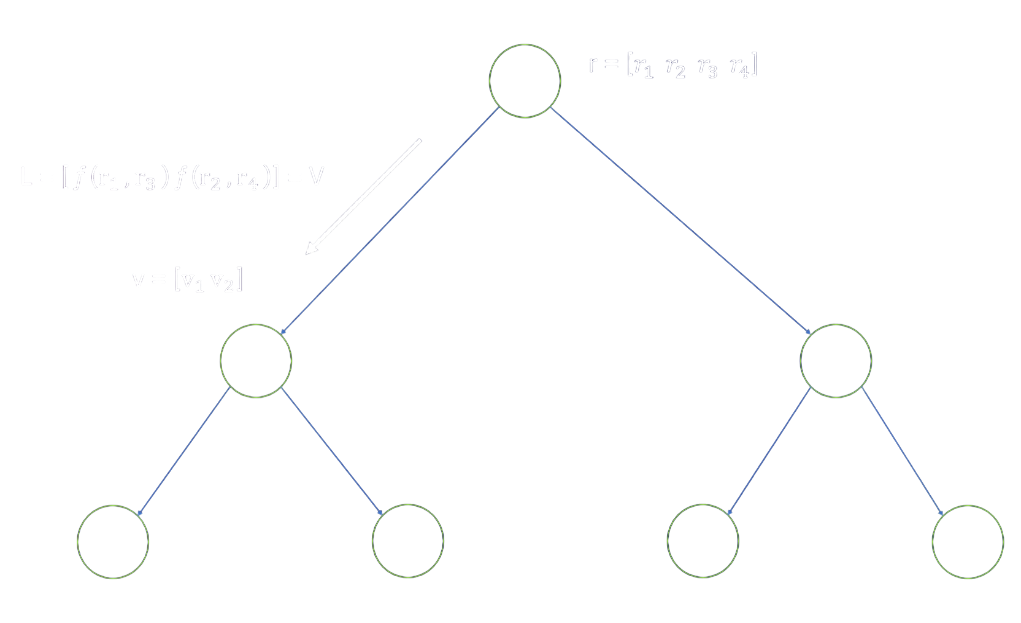 r = [r₁ r₂ r₃ r₄]
L = [f(r₁, r₃) f(r₂, r₄)] = V
v = [v₁ v₂]